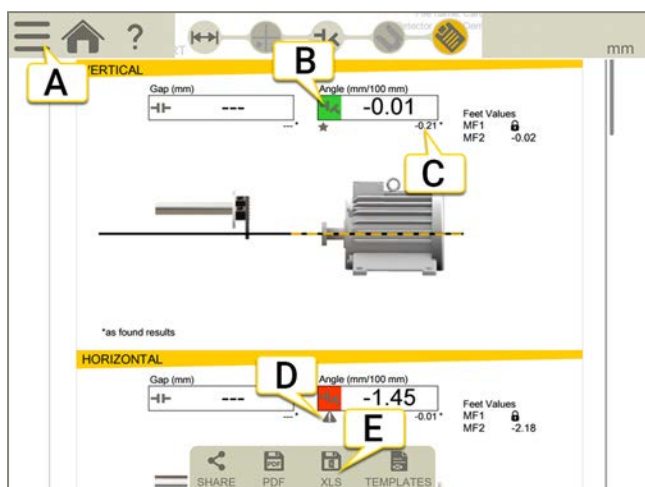 ?
mm
A
B
VERTICAL
Gap (mm)
Angle (mm/100 mm)
---
-0.01
---*
-0.21 *
Feet Values
MF1
MF2 -0.02
C
*as found results
HORIZONTAL
Gap (mm)
D
Angle (mm/100 mm)
---
-1.45
---*
-0.01 *
Feet Values
MF1
MF2 -2.18
E
SHARE
PDF
XLS
TEMPLATES